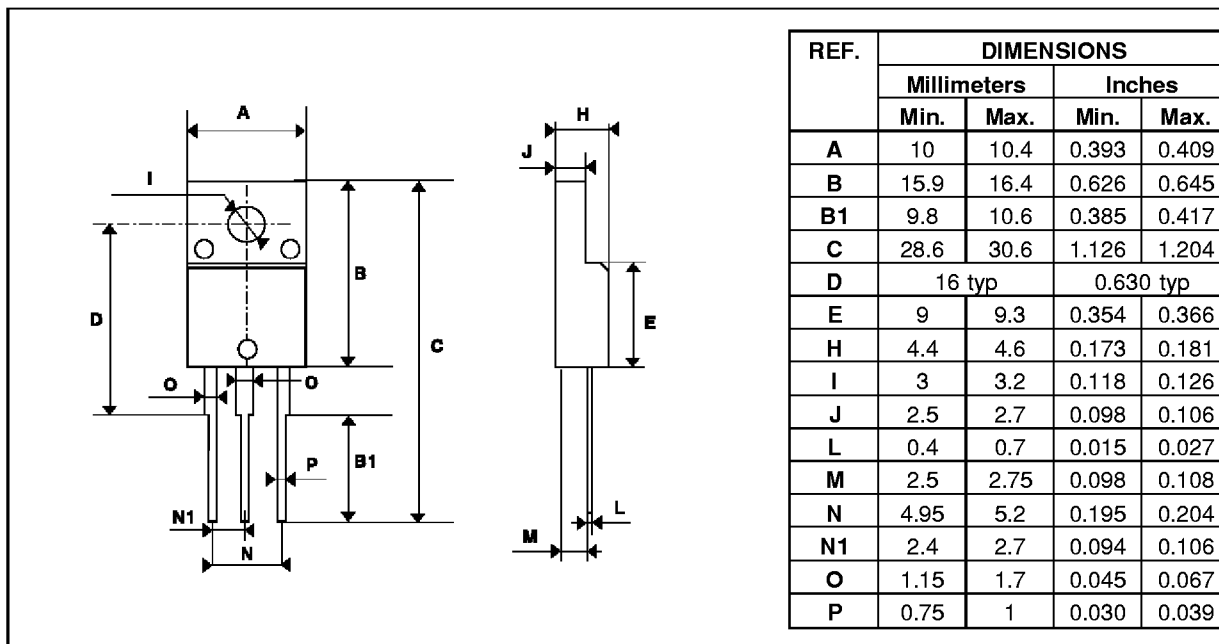 A
I
D
B
C
O
O
P
B1
N1
N
H
J
E
L
M
REF. DIMENSIONS
Millimeters Inches
Min. Max. Min. Max.
A 10 10.4 0.393 0.409
B 15.9 16.4 0.626 0.645
B1 9.8 10.6 0.385 0.417
C 28.6 30.6 1.126 1.204
D 16 typ 0.630 typ
E 9 9.3 0.354 0.366
H 4.4 4.6 0.173 0.181
I 3 3.2 0.118 0.126
J 2.5 2.7 0.098 0.106
L 0.4 0.7 0.015 0.027
M 2.5 2.75 0.098 0.108
N 4.95 5.2 0.195 0.204
N1 2.4 2.7 0.094 0.106
O 1.15 1.7 0.045 0.067
P 0.75 1 0.030 0.039